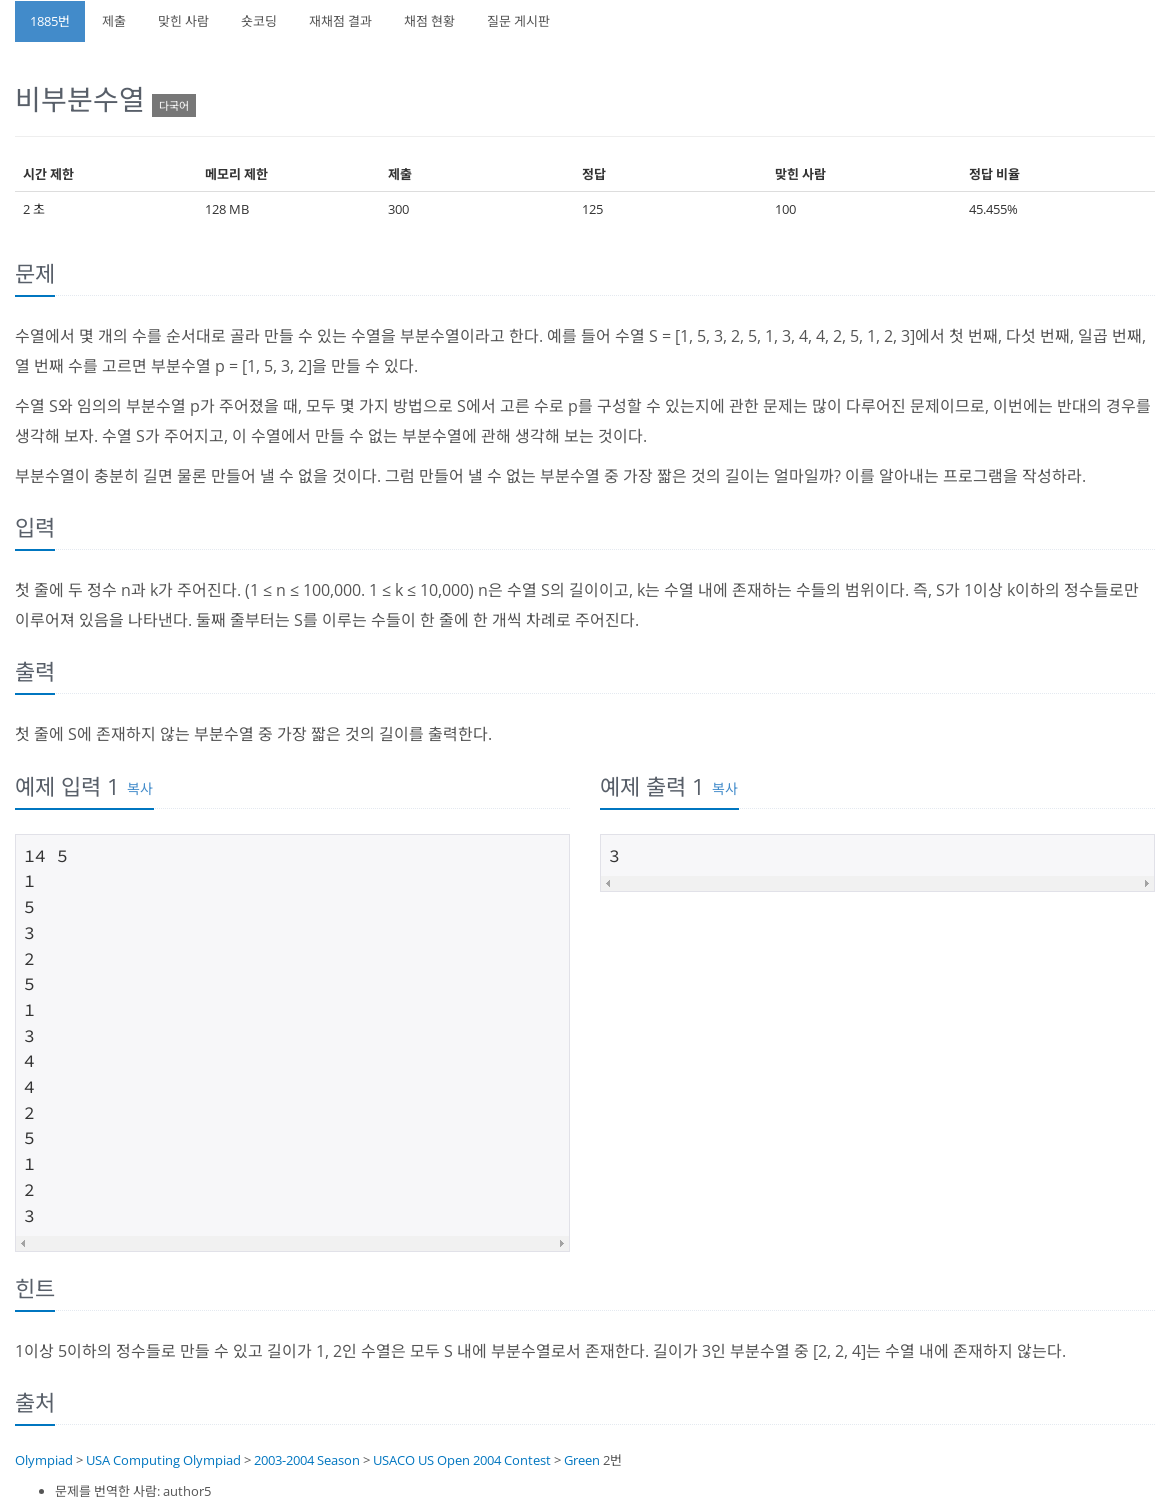 1885번 제출 맞힌 사람 숏코딩 재채점 결과 채점 현황 질문 게시판
비부분수열 다국어
시간 제한 메모리 제한 제출 정답 맞힌 사람 정답 비율
2 초 128 MB 300 125 100 45.455%
문제
수열에서 몇 개의 수를 순서대로 골라 만들 수 있는 수열을 부분수열이라고 한다. 예를 들어 수열 S = [1, 5, 3, 2, 5, 1, 3, 4, 4, 2, 5, 1, 2, 3]에서 첫 번째, 다섯 번째, 일곱 번째,
열 번째 수를 고르면 부분수열 p = [1, 5, 3, 2]을 만들 수 있다.
수열 S와 임의의 부분수열 p가 주어졌을 때, 모두 몇 가지 방법으로 S에서 고른 수로 p를 구성할 수 있는지에 관한 문제는 많이 다루어진 문제이므로, 이번에는 반대의 경우를
생각해 보자. 수열 S가 주어지고, 이 수열에서 만들 수 없는 부분수열에 관해 생각해 보는 것이다.
부분수열이 충분히 길면 물론 만들어 낼 수 없을 것이다. 그럼 만들어 낼 수 없는 부분수열 중 가장 짧은 것의 길이는 얼마일까? 이를 알아내는 프로그램을 작성하라.
입력
첫 줄에 두 정수 n과 k가 주어진다. (1 ≤ n ≤ 100,000. 1 ≤ k ≤ 10,000) n은 수열 S의 길이이고, k는 수열 내에 존재하는 수들의 범위이다. 즉, S가 1이상 k이하의 정수들로만
이루어져 있음을 나타낸다. 둘째 줄부터는 S를 이루는 수들이 한 줄에 한 개씩 차례로 주어진다.
출력
첫 줄에 S에 존재하지 않는 부분수열 중 가장 짧은 것의 길이를 출력한다.
예제 입력 1 복사
14 5
1
5
3
2
5
1
3
4
4
2
5
1
2
3
예제 출력 1 복사
3
힌트
1이상 5이하의 정수들로 만들 수 있고 길이가 1, 2인 수열은 모두 S 내에 부분수열로서 존재한다. 길이가 3인 부분수열 중 [2, 2, 4]는 수열 내에 존재하지 않는다.
출처
Olympiad > USA Computing Olympiad > 2003-2004 Season > USACO US Open 2004 Contest > Green 2번
• 문제를 번역한 사람: author5